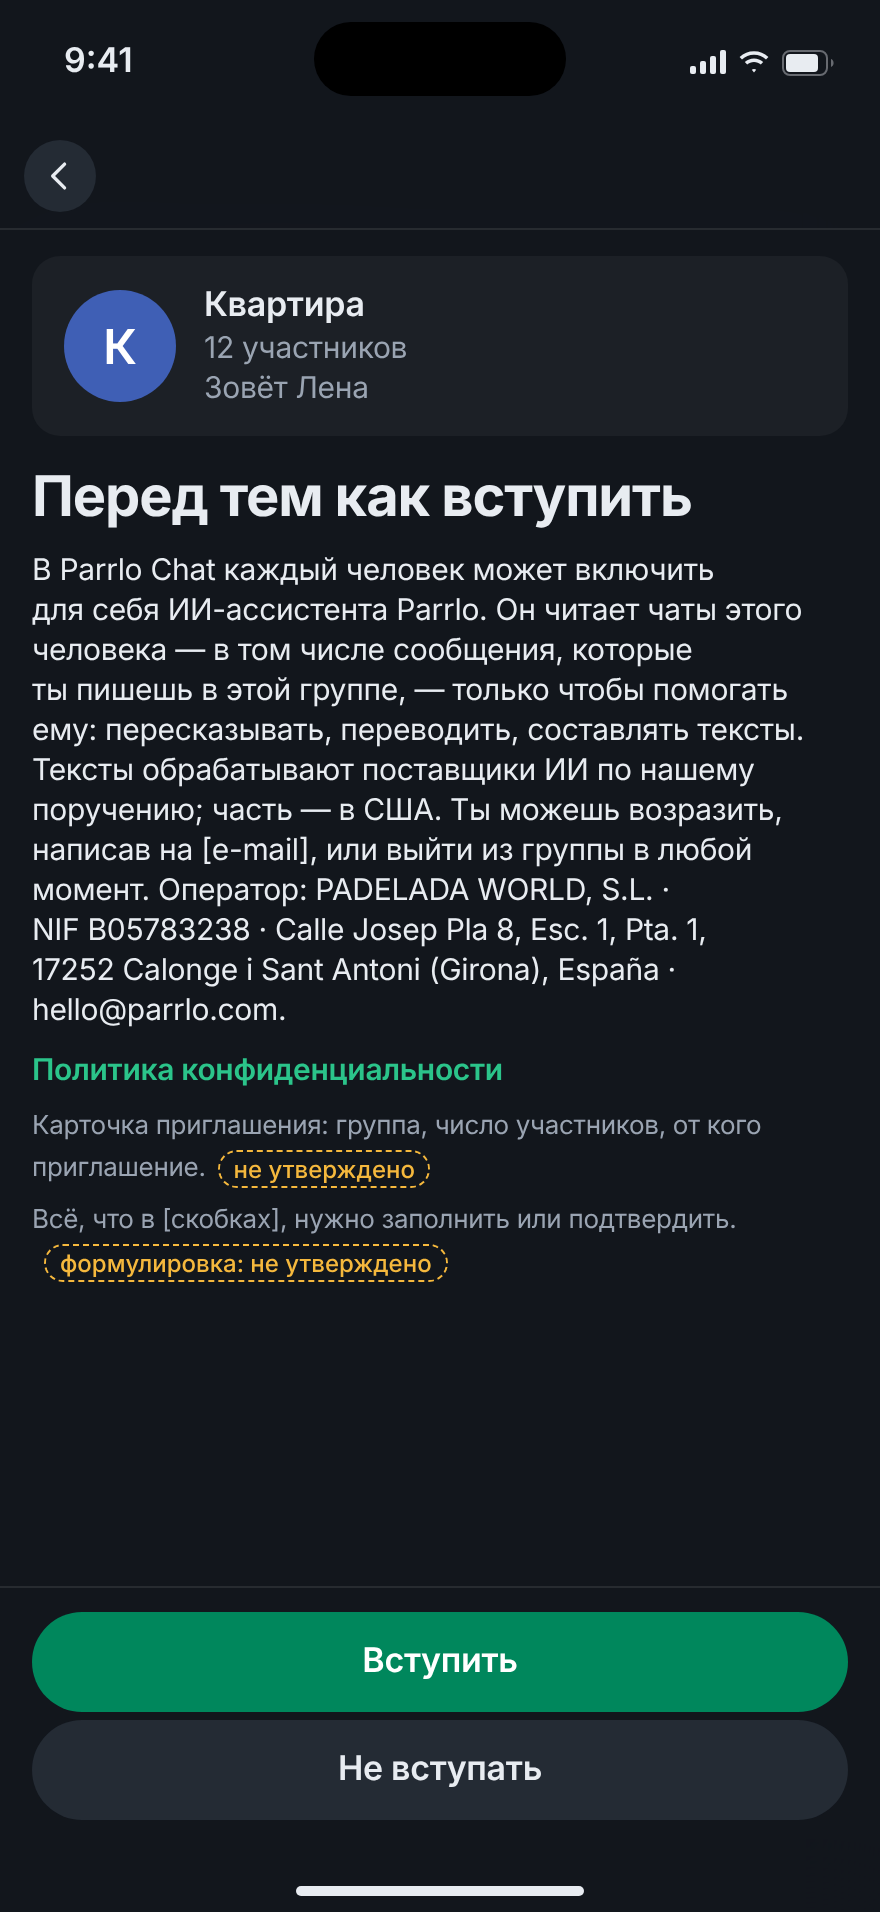 9:41
К
Квартира
12 участников
Зовёт Лена
Перед тем как вступить
В Parrlo Chat каждый человек может включить
для себя ИИ-ассистента Parrlo. Он читает чаты этого
человека — в том числе сообщения, которые
ты пишешь в этой группе, — только чтобы помогать
ему: пересказывать, переводить, составлять тексты.
Тексты обрабатывают поставщики ИИ по нашему
поручению; часть — в США. Ты можешь возразить,
написав на [e-mail], или выйти из группы в любой
момент. Оператор: PADELADA WORLD, S.L. ·
NIF B05783238 · Calle Josep Pla 8, Esc. 1, Pta. 1,
17252 Calonge i Sant Antoni (Girona), España ·
hello@parrlo.com.
Политика конфиденциальности
Карточка приглашения: группа, число участников, от кого
приглашение. не утверждено
Всё, что в [скобках], нужно заполнить или подтвердить.
формулировка: не утверждено
Вступить
Не вступать